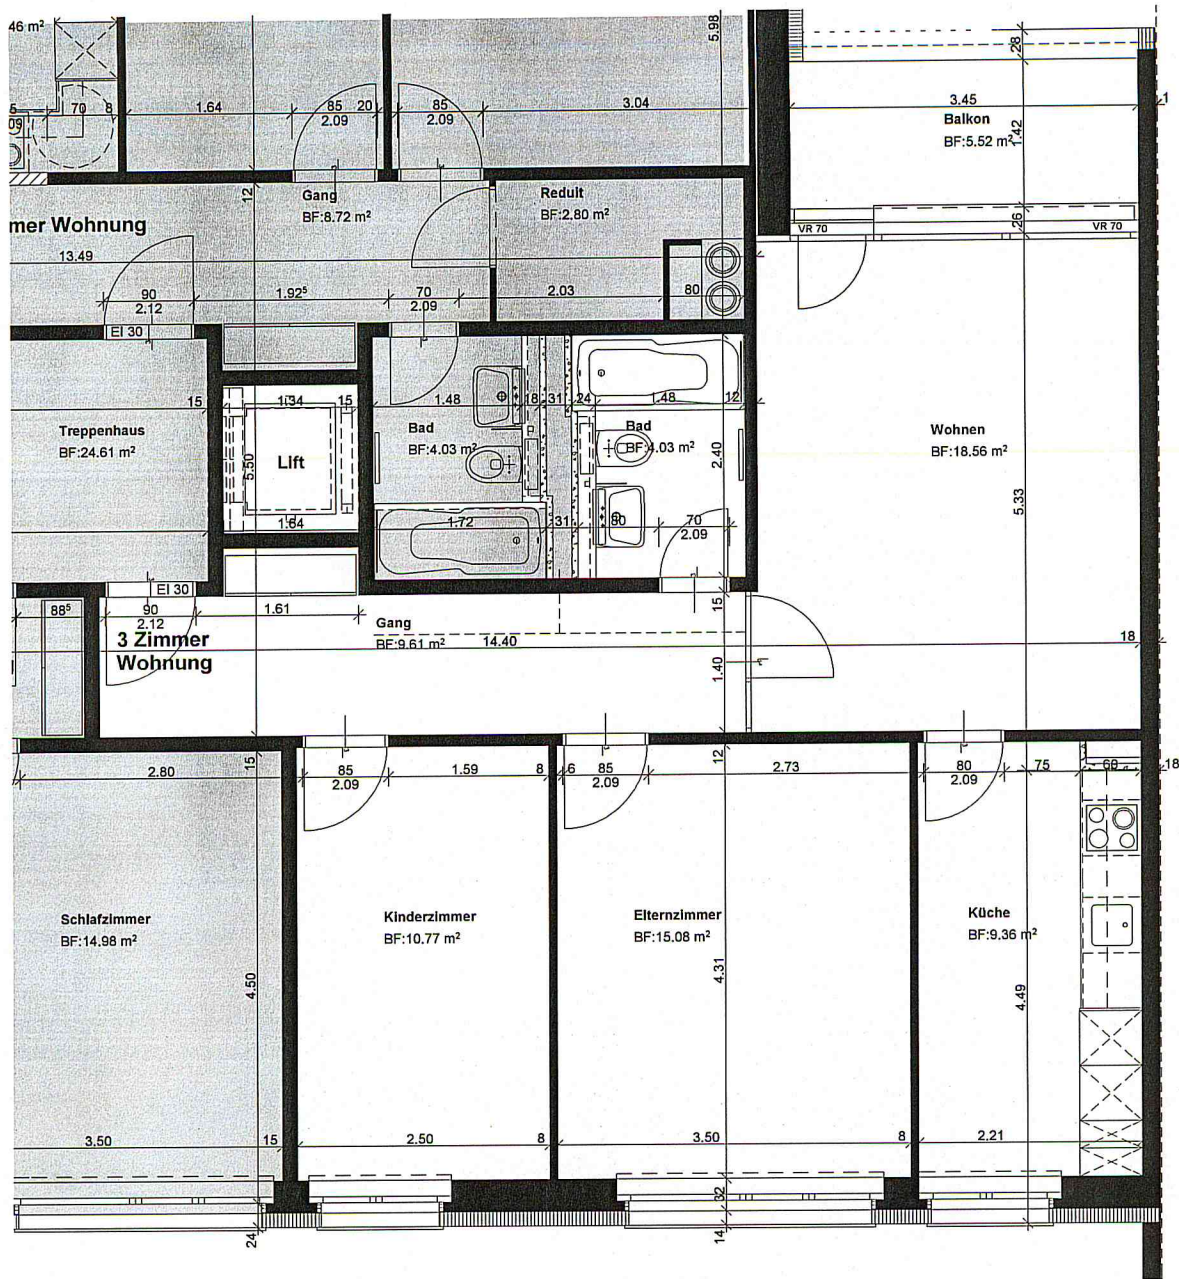 46 m²
5.98
28
70 8
09
1.64
85 20
2.09
85
2.09
3.04
3.45
1
Balkon
BF:5.52 m²
1.42
12
Gang
BF:8.72 m²
Reduit
BF:2.80 m²
mer Wohnung
26
VR 70
VR 70
13.49
90
2.12
1.92⁵
70
2.09
2.03
80
EI 30
15
1.34
15
1.48
18
31
24
1.48
12
Treppenhaus
BF:24.61 m²
Lift
5.50
Bad
BF:4.03 m²
Bad
BF:4.03 m²
2.40
Wohnen
BF:18.56 m²
5.33
1.64
1.72
31
80
70
2.09
EI 30
88⁵
90
2.12
1.61
15
Gang
BF:9.61 m²
14.40
18
3 Zimmer
Wohnung
1.40
2.80
15
85
2.09
1.59
8
6
85
2.09
12
2.73
80
2.09
75
60
18
Schlafzimmer
BF:14.98 m²
Kinderzimmer
BF:10.77 m²
Elternzimmer
BF:15.08 m²
Küche
BF:9.36 m²
4.50
4.31
4.49
3.50
15
2.50
8
3.50
8
2.21
32
24
14